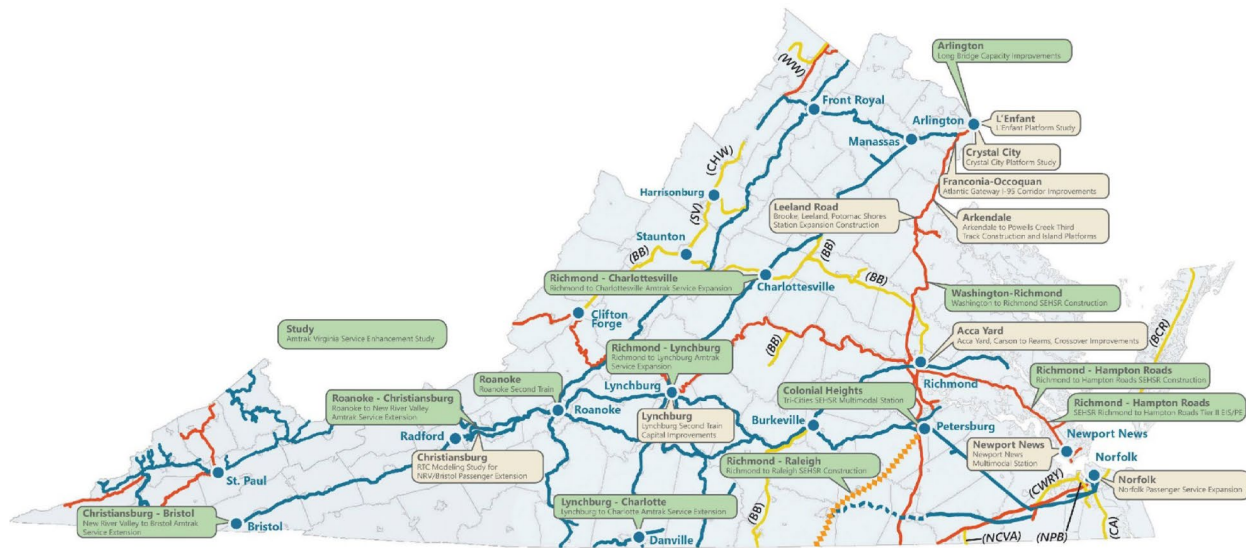 Arlington
Long Bridge Capacity Improvements
(WW)
Front Royal
Arlington
L'Enfant
L'Enfant Platform Study
Manassas
Crystal City
Crystal City Platform Study
(CHW)
Franconia-Occoquan
Atlantic Gateway I-95 Corridor Improvements
Harrisonburg
(SV)
Leeland Road
Brooke, Leeland, Potomac Shores
Station Expansion Construction
Arkendale
Arkendale to Powells Creek Third
Track Construction and Island Platforms
Staunton
(BB)
(BB)
(BB)
Richmond - Charlottesville
Richmond to Charlottesville Amtrak Service Expansion
Charlottesville
Washington-Richmond
Washington to Richmond SEHSR Construction
(BCR)
Clifton
Forge
Study
Amtrak Virginia Service Enhancement Study
Acca Yard
Acca Yard, Carson to Reams, Crossover Improvements
Richmond - Lynchburg
Richmond to Lynchburg Amtrak
Service Expansion
(BB)
Richmond
Richmond - Hampton Roads
Richmond to Hampton Roads SEHSR Construction
Roanoke
Roanoke Second Train
Lynchburg
Colonial Heights
Tri-Cities SEHSR Multimodal Station
Roanoke - Christiansburg
Roanoke to New River Valley
Amtrak Service Extension
Richmond - Hampton Roads
SEHSR Richmond to Hampton Roads Tier II EIS/PE
Roanoke
Lynchburg
Lynchburg Second Train
Capital Improvements
Burkeville
Petersburg
Newport News
Radford
Newport News
Newport News
Multimodal Station
Norfolk
Christiansburg
RTC Modeling Study for
NRV/Bristol Passenger Extension
Richmond - Raleigh
Richmond to Raleigh SEHSR Construction
St. Paul
Norfolk
Norfolk Passenger Service Expansion
(CWRY)
Lynchburg - Charlotte
Lynchburg to Charlotte Amtrak Service Extension
Christiansburg - Bristol
New River Valley to Bristol Amtrak
Service Extension
Bristol
Danville
(BB)
(NCVA)
(NPB)
(CA)